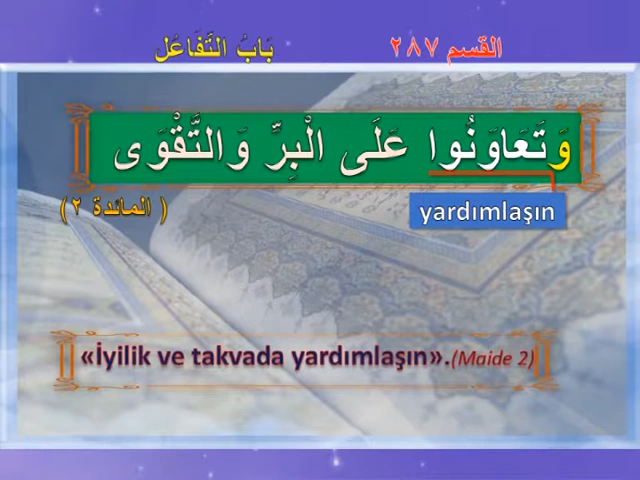 القسم ٢٨٧ بَابُ التَّفَاعُل
وَتَعَاوَنُوا عَلَى الْبِرِّ وَالتَّقْوَى
yardımlaşın
( المائدة ٢)
«İyilik ve takvada yardımlaşın».(Maide 2)